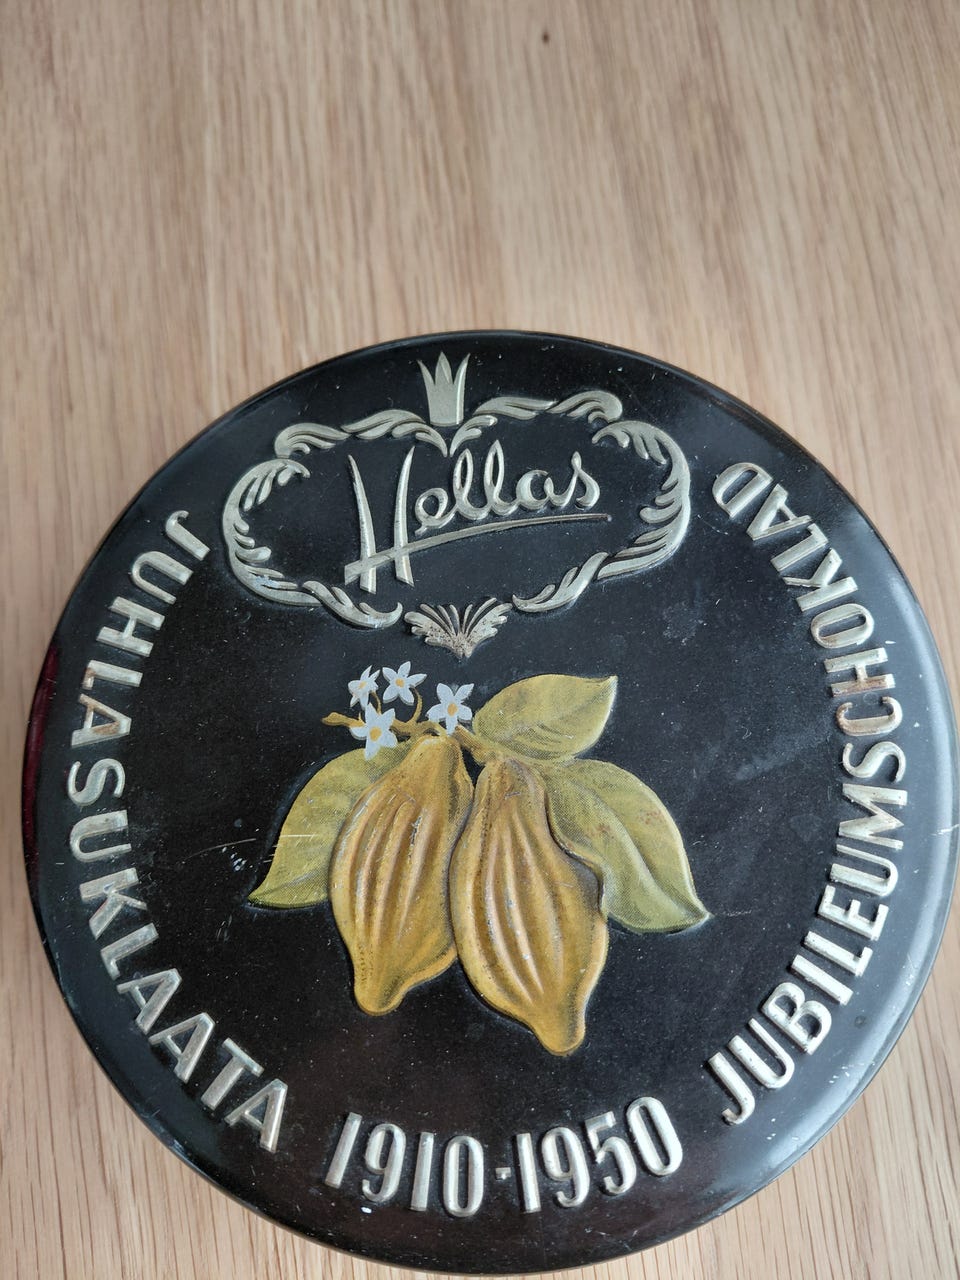 Hellas
JUHLASUKLAATA
1910-1950
JUBILEUMSCHOKLAD